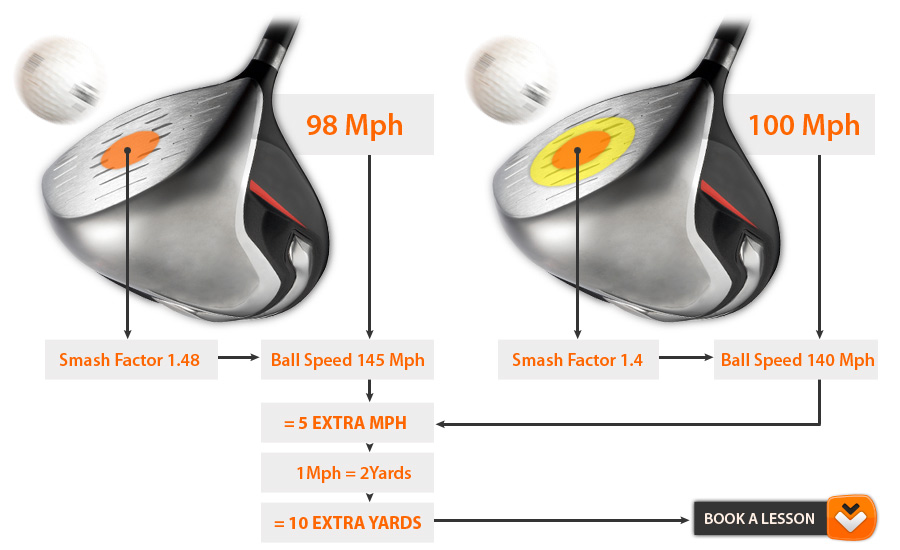 98 Mph
100 Mph
Smash Factor 1.48
Ball Speed 145 Mph
Smash Factor 1.4
Ball Speed 140 Mph
= 5 EXTRA MPH
1Mph = 2Yards
= 10 EXTRA YARDS
BOOK A LESSON